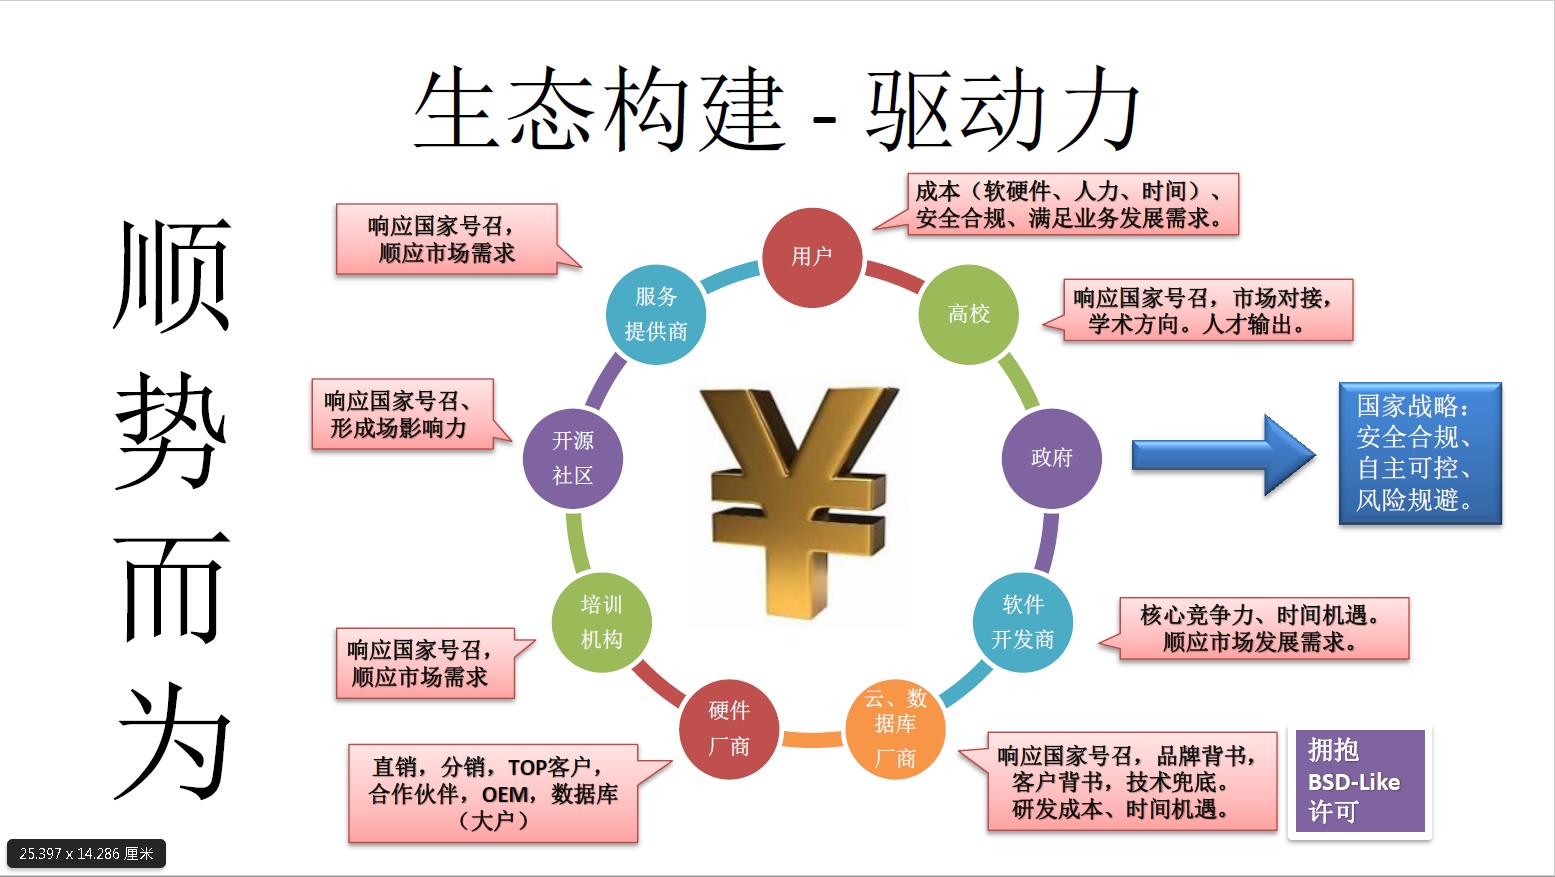 生态构建 - 驱动力
顺
势
而
为
响应国家号召，
顺应市场需求
成本（软硬件、人力、时间）、
安全合规、满足业务发展需求。
用户
服务
提供商
高校
响应国家号召，市场对接，
学术方向。人才输出。
响应国家号召、
形成场影响力
开源
社区
政府
国家战略：
安全合规、
自主可控、
风险规避。
培训
机构
软件
开发商
核心竞争力、时间机遇。
顺应市场发展需求。
响应国家号召，
顺应市场需求
硬件
厂商
云、数
据库
厂商
直销，分销，TOP客户，
合作伙伴，OEM，数据库
（大户）
响应国家号召，品牌背书，
客户背书，技术兜底。
研发成本、时间机遇。
拥抱
BSD-Like
许可
25.397 x 14.286 厘米